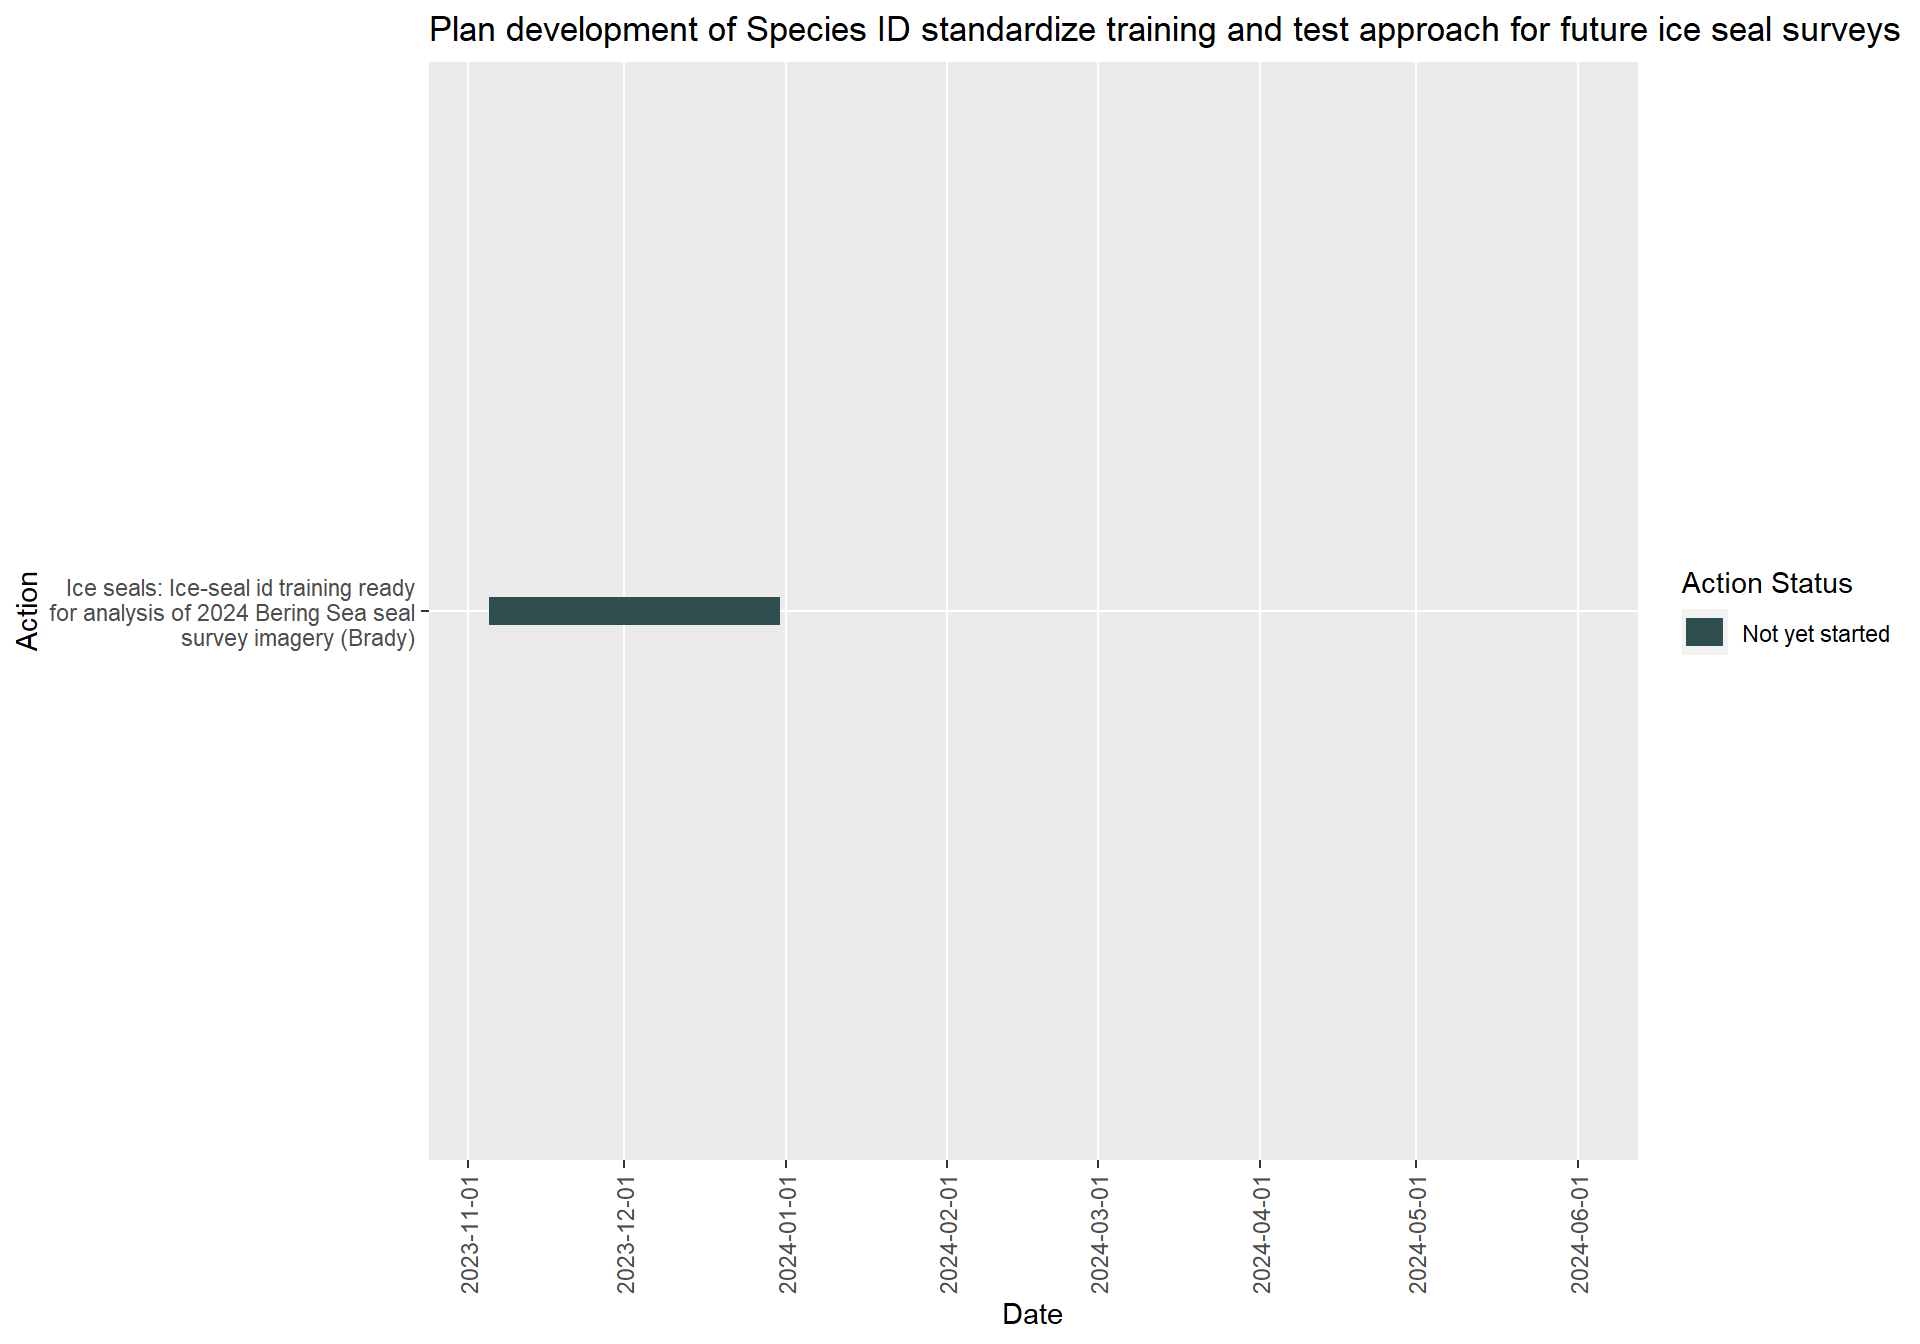 Plan development of Species ID standardize training and test approach for future ice seal surveys
Action
Ice seals: Ice-seal id training ready
for analysis of 2024 Bering Sea seal
survey imagery (Brady)
Action Status
Not yet started
2023-11-01
2023-12-01
2024-01-01
2024-02-01
2024-03-01
2024-04-01
2024-05-01
2024-06-01
Date